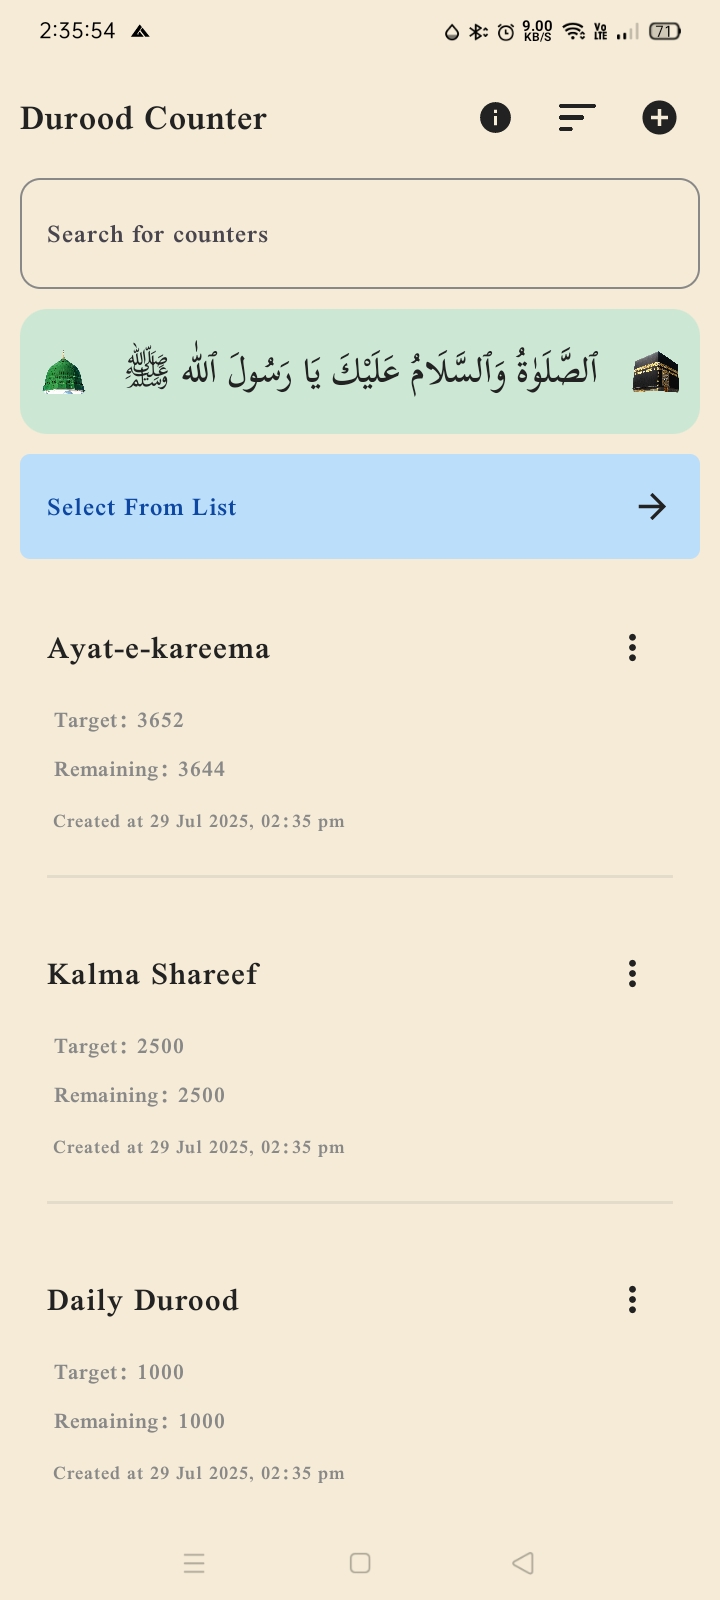 2:35:54
9.00 KB/S
Vo LTE
71
Durood Counter
Search for counters
ٱلصَّلَوٰةُ وَٱلسَّلَامُ عَلَيْكَ يَا رَسُولَ ٱللّٰه ﷺ
Select From List
Ayat-e-kareema
Target: 3652
Remaining: 3644
Created at 29 Jul 2025, 02:35 pm
Kalma Shareef
Target: 2500
Remaining: 2500
Created at 29 Jul 2025, 02:35 pm
Daily Durood
Target: 1000
Remaining: 1000
Created at 29 Jul 2025, 02:35 pm